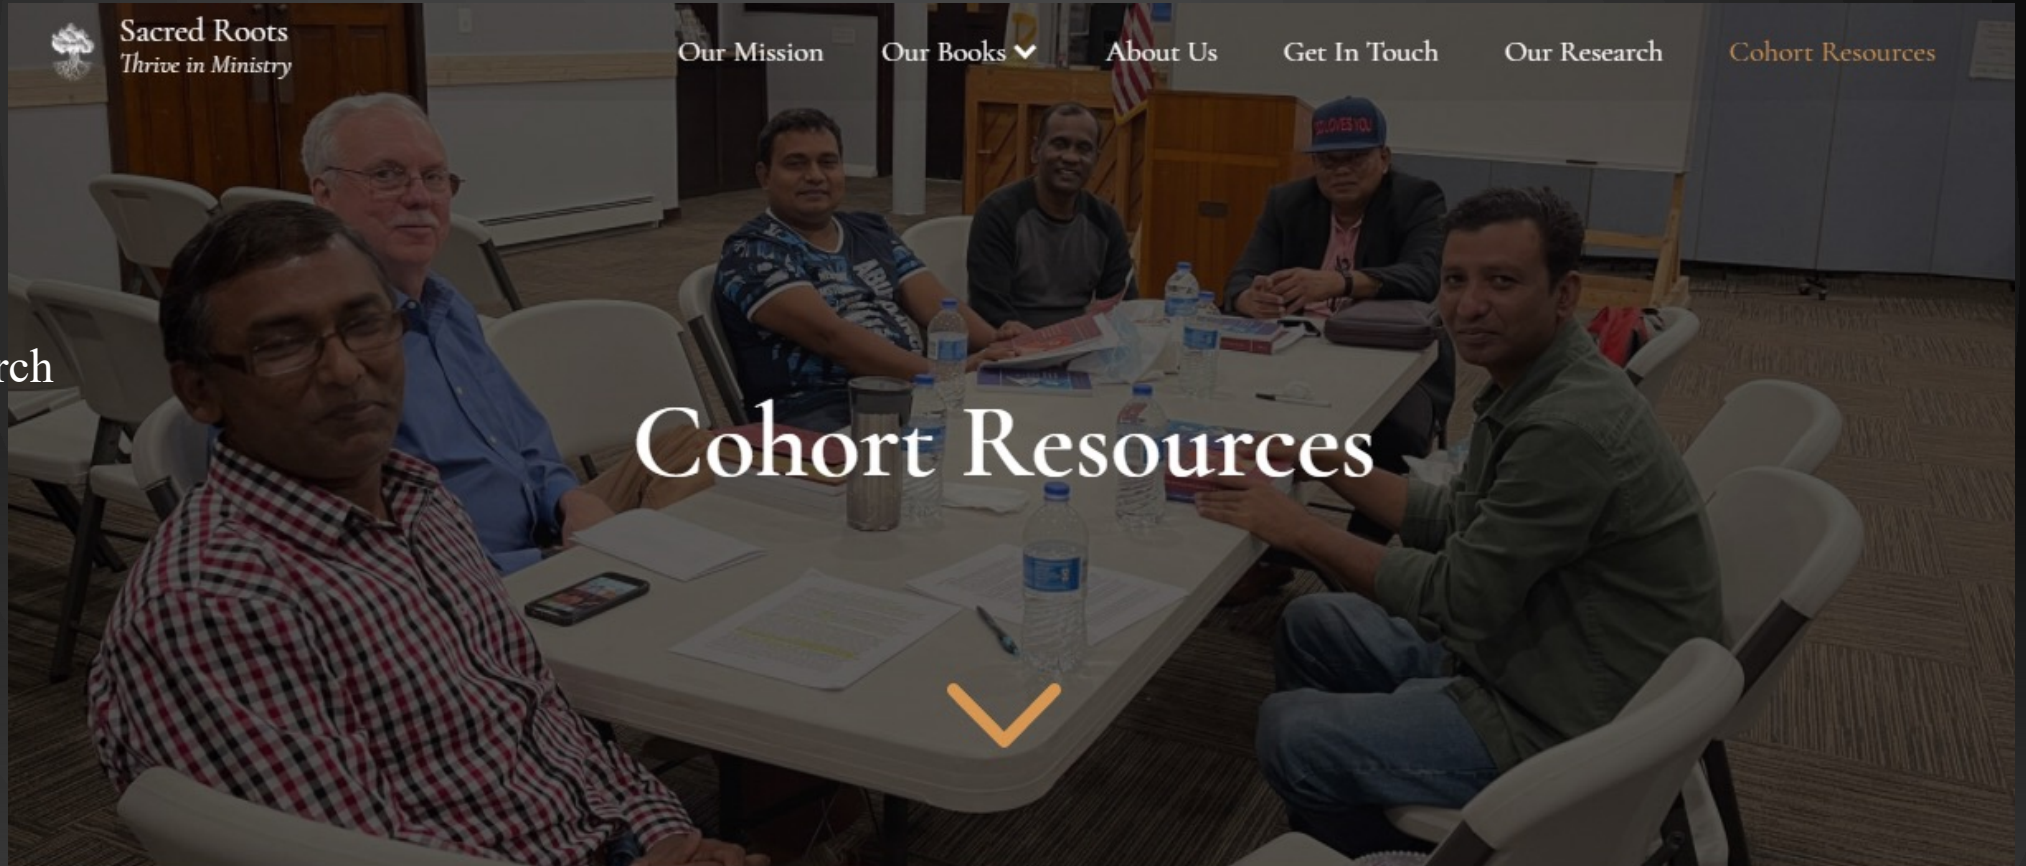 Sacred Roots
Thrive in Ministry
Our Mission
Our Books
About Us
Get In Touch
Our Research
Cohort Resources
rch
Cohort Resources